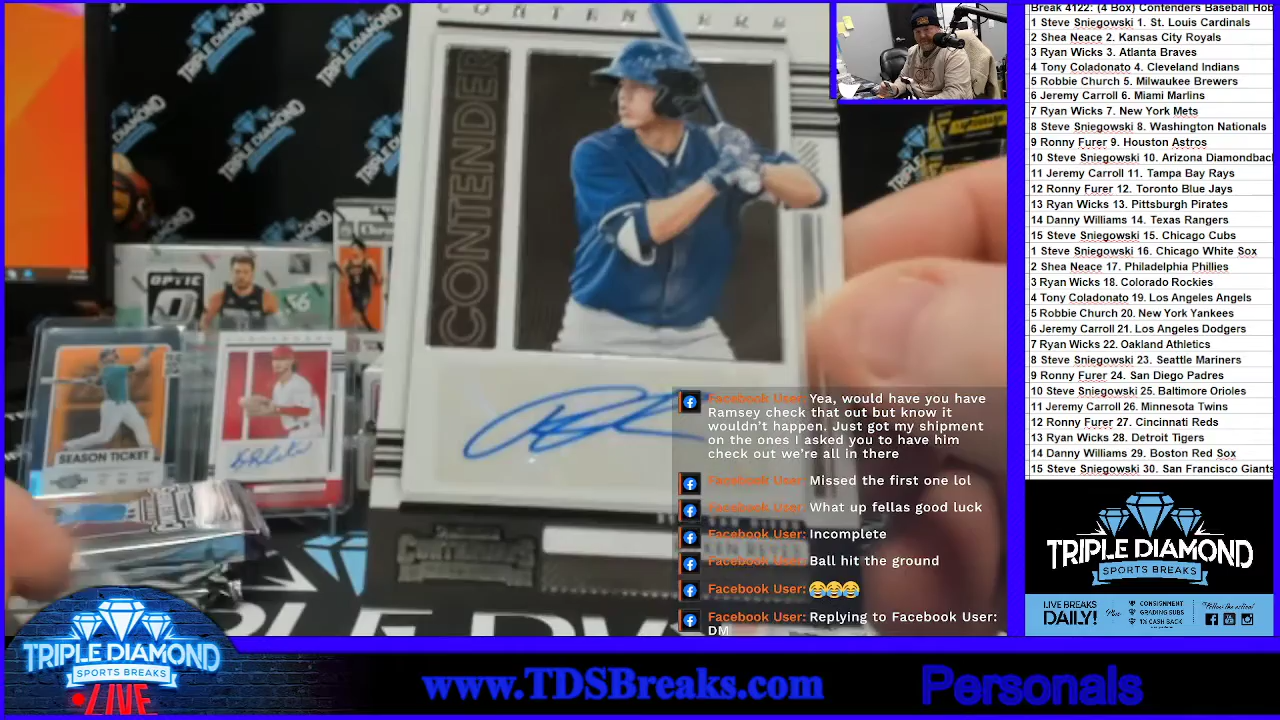 CONTENDERS
CONTENDER
TRIPLE DIAMOND
SPORTS BREAKS
OPTIC
SEASON TICKET
Facebook User: Yea, would have you have
Ramsey check that out but know it
wouldn't happen. Just got my shipment
on the ones I asked you to have him
check out we're all in there
Facebook User: Missed the first one lol
Facebook User: What up fellas good luck
Facebook User: Incomplete
Facebook User: Ball hit the ground
Facebook User: 😂😂😂
Facebook User: Replying to Facebook User:
DM
Break 4122: (4 Box) Contenders Baseball Hob
1 Steve Sniegowski 1. St. Louis Cardinals
2 Shea Neace 2. Kansas City Royals
3 Ryan Wicks 3. Atlanta Braves
4 Tony Coladonato 4. Cleveland Indians
5 Robbie Church 5. Milwaukee Brewers
6 Jeremy Carroll 6. Miami Marlins
7 Ryan Wicks 7. New York Mets
8 Steve Sniegowski 8. Washington Nationals
9 Ronny Furer 9. Houston Astros
10 Steve Sniegowski 10. Arizona Diamondbac
11 Jeremy Carroll 11. Tampa Bay Rays
12 Ronny Furer 12. Toronto Blue Jays
13 Ryan Wicks 13. Pittsburgh Pirates
14 Danny Williams 14. Texas Rangers
15 Steve Sniegowski 15. Chicago Cubs
1 Steve Sniegowski 16. Chicago White Sox
2 Shea Neace 17. Philadelphia Phillies
3 Ryan Wicks 18. Colorado Rockies
4 Tony Coladonato 19. Los Angeles Angels
5 Robbie Church 20. New York Yankees
6 Jeremy Carroll 21. Los Angeles Dodgers
7 Ryan Wicks 22. Oakland Athletics
8 Steve Sniegowski 23. Seattle Mariners
9 Ronny Furer 24. San Diego Padres
10 Steve Sniegowski 25. Baltimore Orioles
11 Jeremy Carroll 26. Minnesota Twins
12 Ronny Furer 27. Cincinnati Reds
13 Ryan Wicks 28. Detroit Tigers
14 Danny Williams 29. Boston Red Sox
15 Steve Sniegowski 30. San Francisco Giants
TRIPLE DIAMOND
SPORTS BREAKS
LIVE BREAKS
DAILY!
CONSIGNMENT
GRADING SUBS
1% CASH BACK
Follow the action!
TRIPLE DIAMOND
SPORTS BREAKS
LIVE
www.TDSBreaks.com
Personals